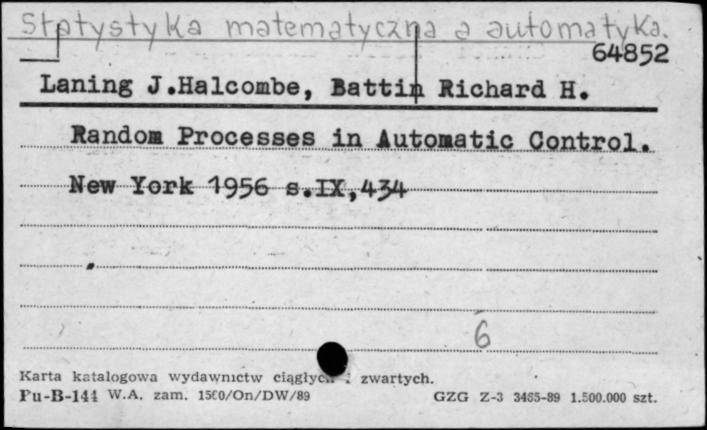 Statystyka matematyczna a automatyka.
64852
Laning J.Halcombe, Battin Richard H.
Random Processes in Automatic Control.
New York 1956 s.IX,434
6
Karta katalogowa wydawnictw ciągłych i zwartych.
Pu-B-144 W.A. zam. 1560/On/DW/89 GZG Z-3 3465-89 1.500.000 szt.